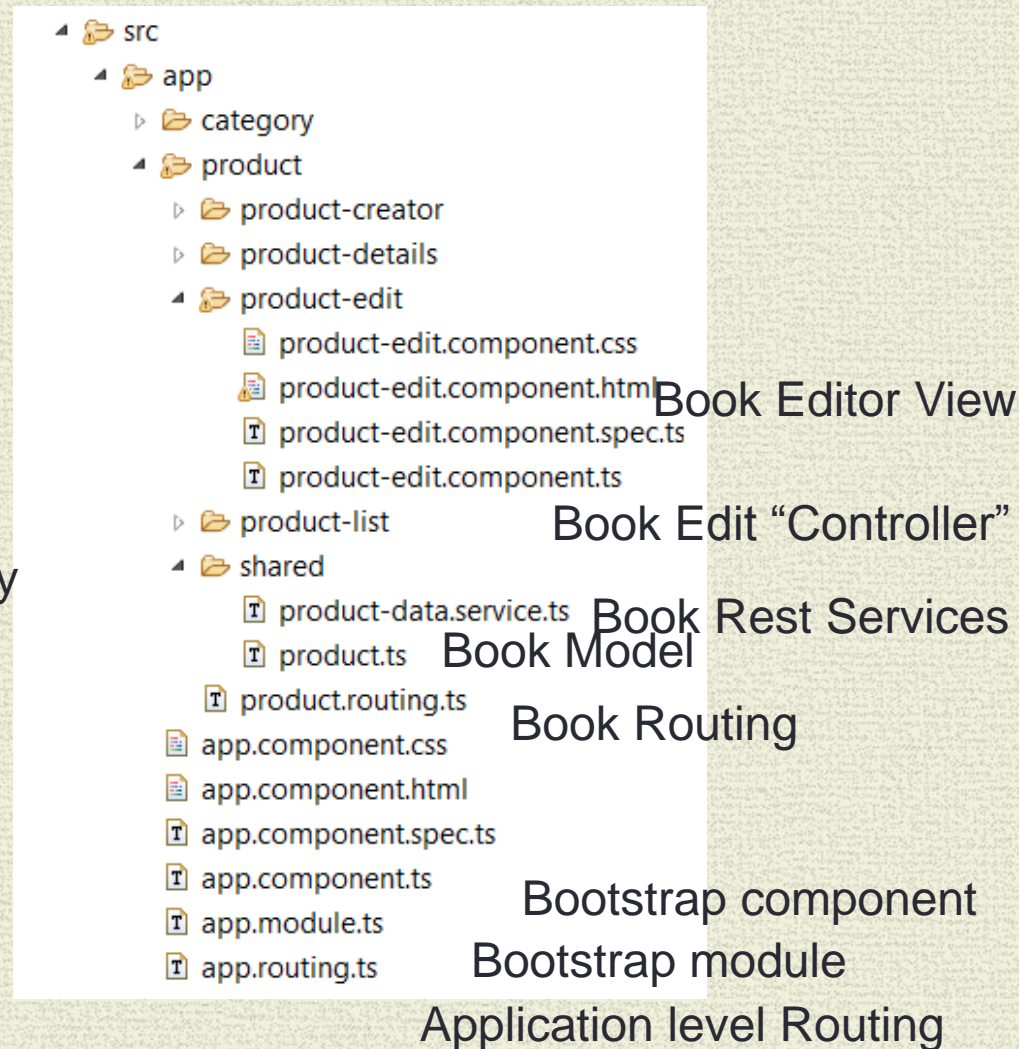 src
app
category
product
product-creator
product-details
product-edit
product-edit.component.css
product-edit.component.html
Book Editor View
product-edit.component.spec.ts
product-edit.component.ts
product-list
Book Edit “Controller”
y
shared
product-data.service.ts
Book Rest Services
product.ts
Book Model
product.routing.ts
Book Routing
app.component.css
app.component.html
app.component.spec.ts
app.component.ts
Bootstrap component
app.module.ts
Bootstrap module
app.routing.ts
Application level Routing